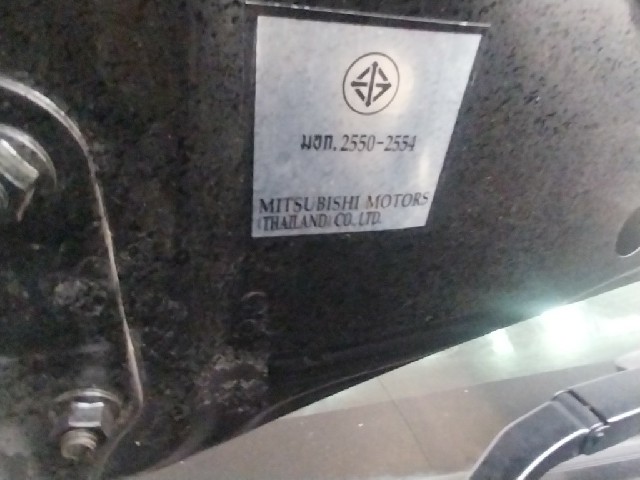 มอก. 2550-2554
MITSUBISHI MOTORS
(THAILAND) CO., LTD.